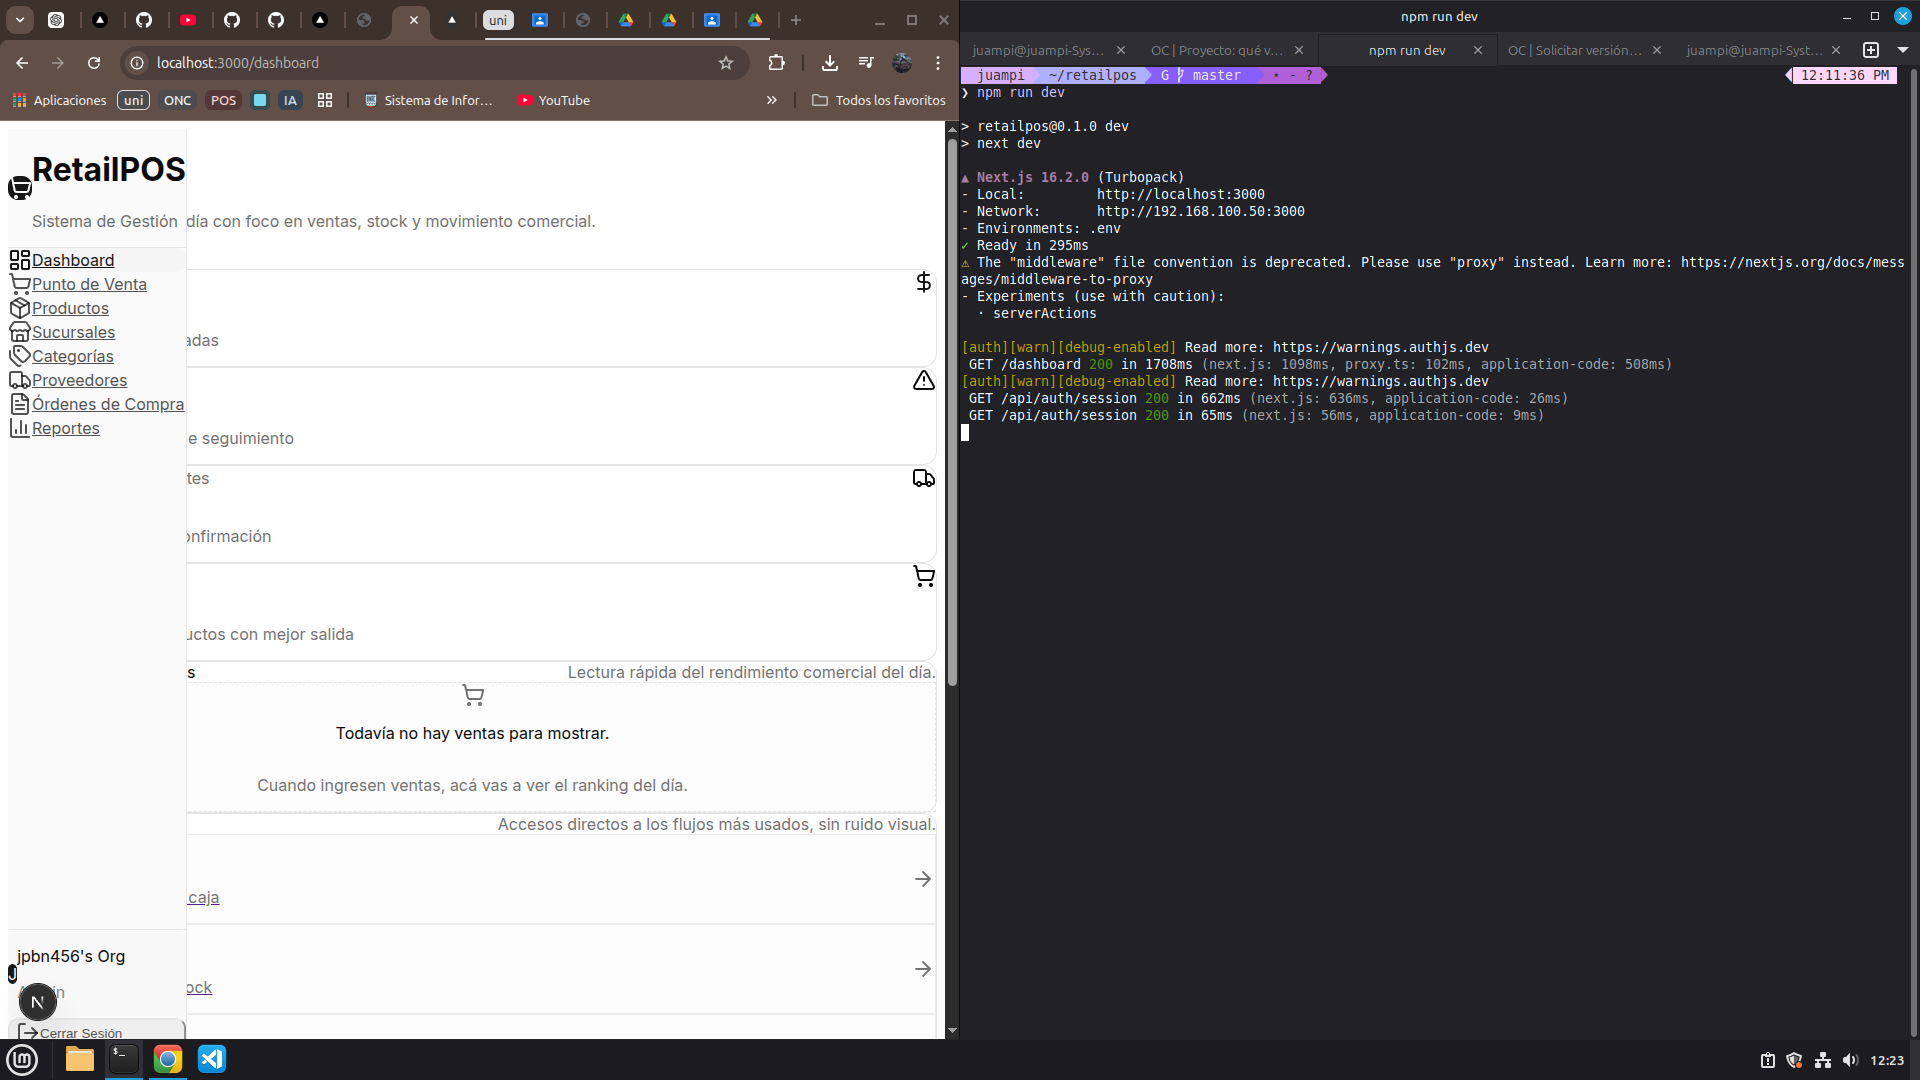 uni
localhost:3000/dashboard
Aplicaciones
uni
ONC
POS
IA
Sistema de Infor...
YouTube
Todos los favoritos
RetailPOS
Sistema de Gestión
día con foco en ventas, stock y movimiento comercial.
Dashboard
Punto de Venta
Productos
Sucursales
adas
Categorías
Proveedores
Órdenes de Compra
Reportes
e seguimiento
tes
onfirmación
uctos con mejor salida
s
Lectura rápida del rendimiento comercial del día.
Todavía no hay ventas para mostrar.
Cuando ingresen ventas, acá vas a ver el ranking del día.
Accesos directos a los flujos más usados, sin ruido visual.
caja
jpbn456's Org
J
ock
N
Cerrar Sesión
npm run dev
juampi@juampi-Sys...
OC | Proyecto: qué v...
npm run dev
OC | Solicitar versión...
juampi@juampi-Syst...
juampi ~/retailpos G master * - ?
12:11:36 PM
❯ npm run dev
> retailpos@0.1.0 dev
> next dev
▲ Next.js 16.2.0 (Turbopack)
- Local: http://localhost:3000
- Network: http://192.168.100.50:3000
- Environments: .env
✓ Ready in 295ms
⚠ The "middleware" file convention is deprecated. Please use "proxy" instead. Learn more: https://nextjs.org/docs/mess
ages/middleware-to-proxy
- Experiments (use with caution):
· serverActions
[auth][warn][debug-enabled] Read more: https://warnings.authjs.dev
GET /dashboard 200 in 1708ms (next.js: 1098ms, proxy.ts: 102ms, application-code: 508ms)
[auth][warn][debug-enabled] Read more: https://warnings.authjs.dev
GET /api/auth/session 200 in 662ms (next.js: 636ms, application-code: 26ms)
GET /api/auth/session 200 in 65ms (next.js: 56ms, application-code: 9ms)
12:23